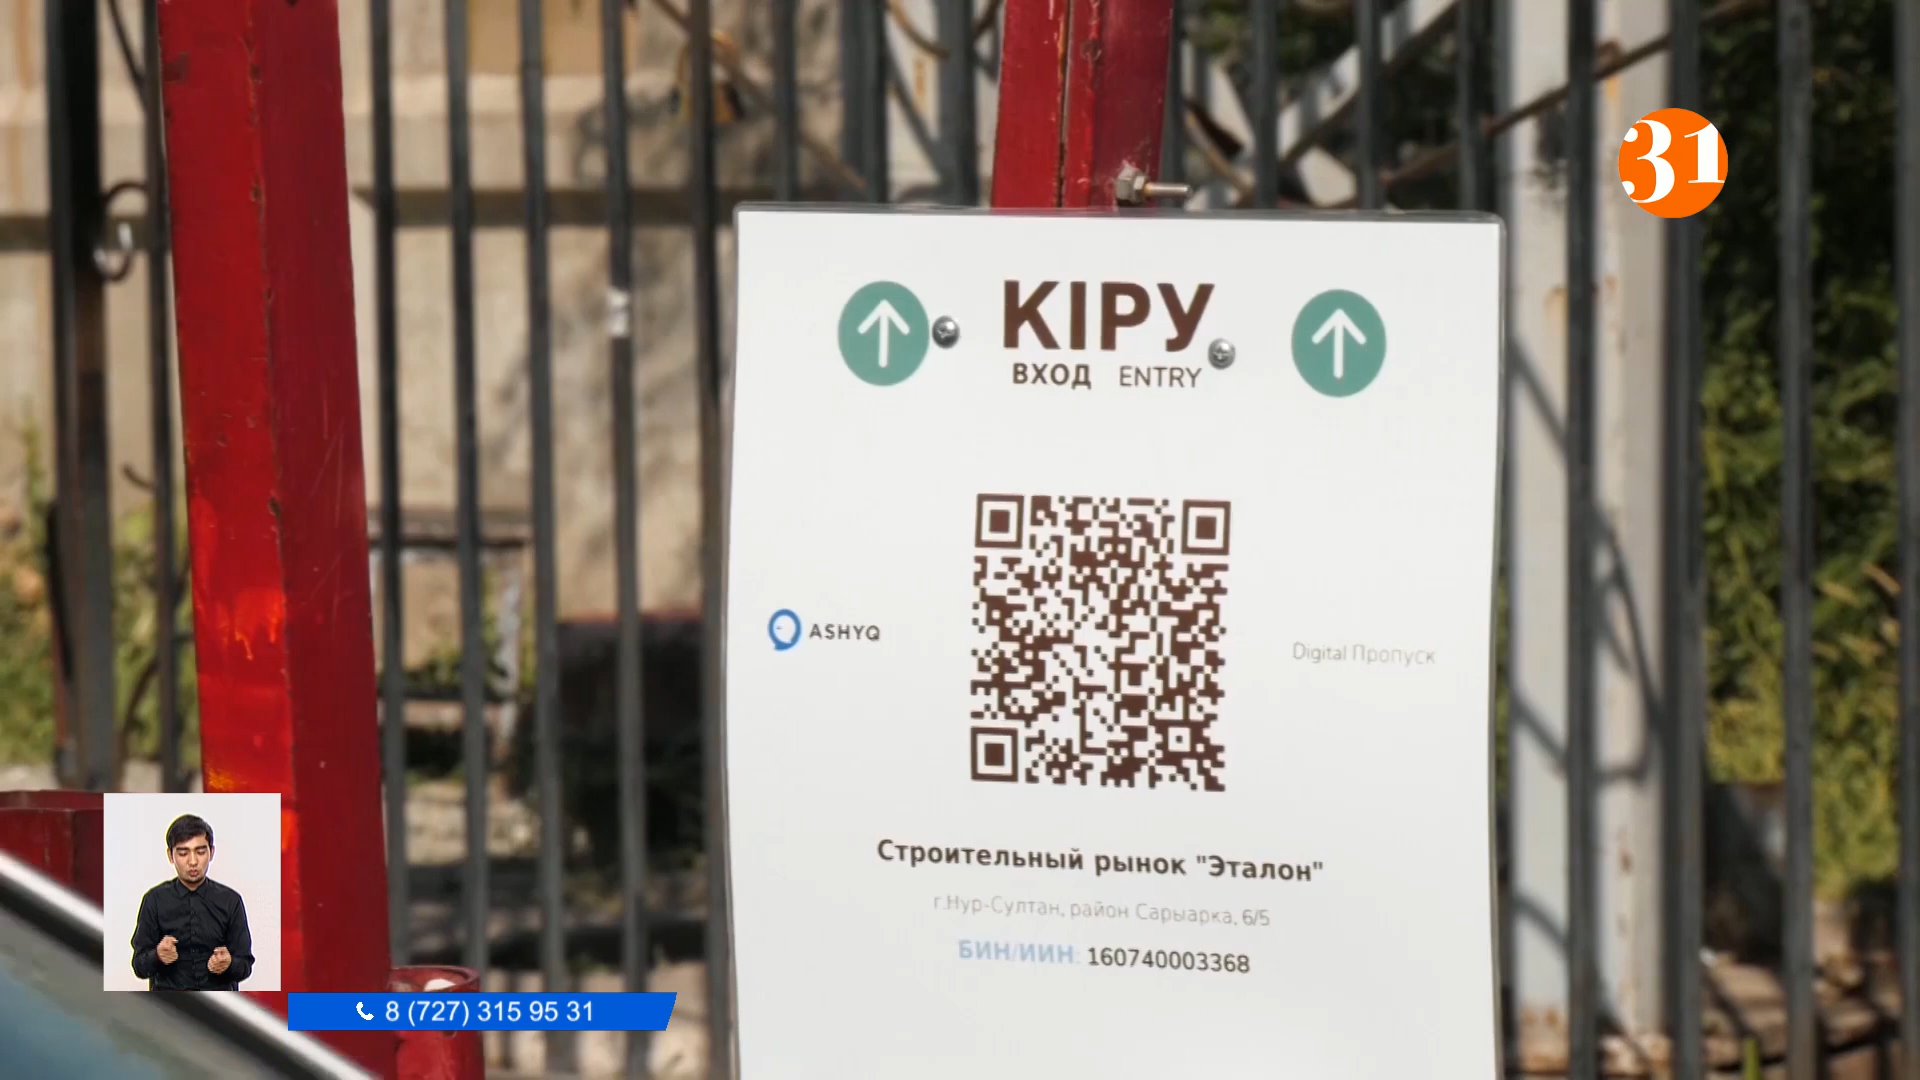 31
КІРУ
ВХОД ENTRY
ASHYQ
Digital Пропуск
Строительный рынок "Эталон"
г.Нур-Султан, район Сарыарка, 6/5
БИН/ИИН: 160740003368
8 (727) 315 95 31